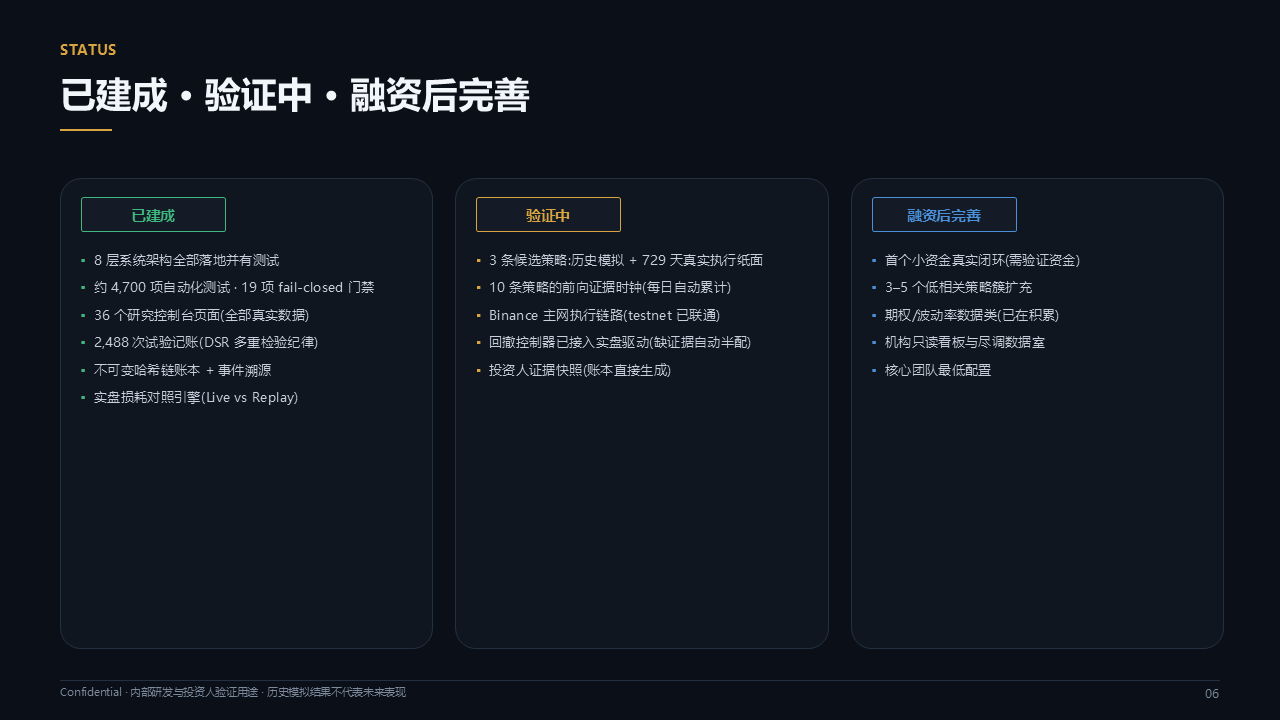 STATUS
已建成 · 验证中 · 融资后完善
已建成
▪ 8 层系统架构全部落地并有测试
▪ 约 4,700 项自动化测试 · 19 项 fail-closed 门禁
▪ 36 个研究控制台页面(全部真实数据)
▪ 2,488 次试验记账(DSR 多重检验纪律)
▪ 不可变哈希链账本 + 事件溯源
▪ 实盘损耗对照引擎(Live vs Replay)
验证中
▪ 3 条候选策略:历史模拟 + 729 天真实执行纸面
▪ 10 条策略的前向证据时钟(每日自动累计)
▪ Binance 主网执行链路(testnet 已联通)
▪ 回撤控制器已接入实盘驱动(缺证据自动半配)
▪ 投资人证据快照(账本直接生成)
融资后完善
▪ 首个小资金真实闭环(需验证资金)
▪ 3–5 个低相关策略簇扩充
▪ 期权/波动率数据类(已在积累)
▪ 机构只读看板与尽调数据室
▪ 核心团队最低配置
Confidential · 内部研发与投资人验证用途 · 历史模拟结果不代表未来表现
06